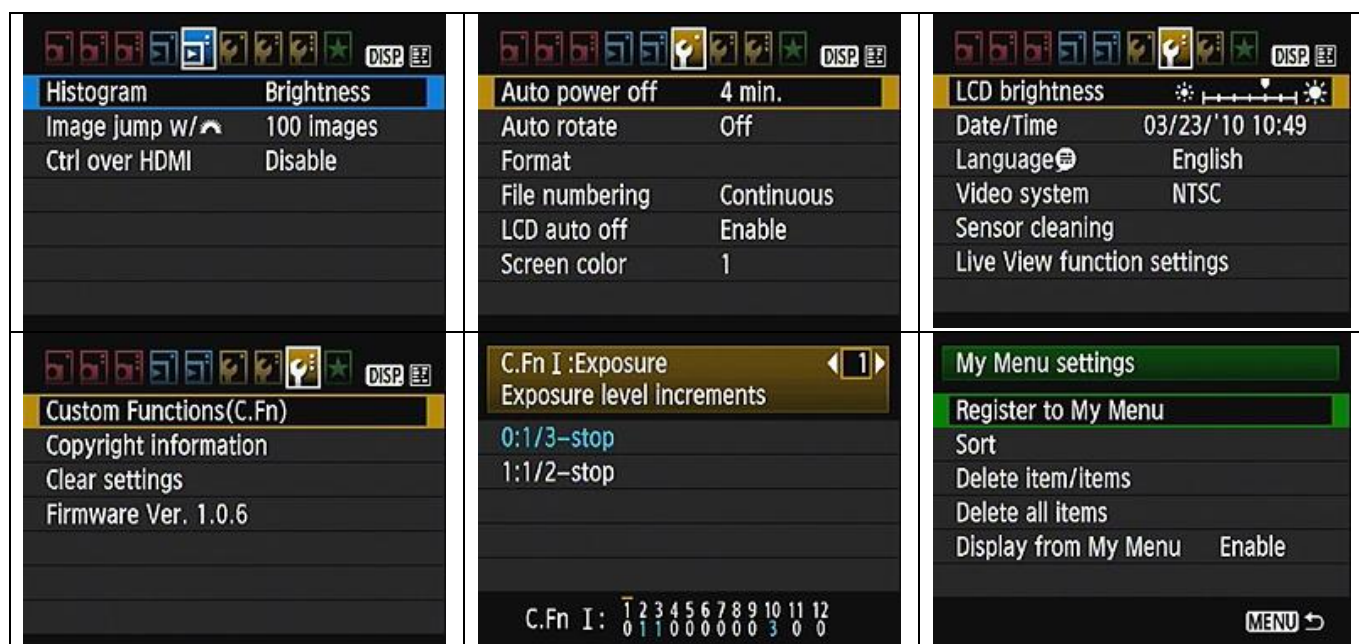 DISP.
Histogram Brightness
Image jump w/ 100 images
Ctrl over HDMI Disable
DISP.
Auto power off 4 min.
Auto rotate Off
Format
File numbering Continuous
LCD auto off Enable
Screen color 1
DISP.
LCD brightness
Date/Time 03/23/'10 10:49
Language English
Video system NTSC
Sensor cleaning
Live View function settings
DISP.
Custom Functions(C.Fn)
Copyright information
Clear settings
Firmware Ver. 1.0.6
C.Fn I :Exposure 1
Exposure level increments
0:1/3-stop
1:1/2-stop
C.Fn I : 1 2 3 4 5 6 7 8 9 10 11 12
0 1 1 0 0 0 0 0 0 3 0 0
My Menu settings
Register to My Menu
Sort
Delete item/items
Delete all items
Display from My Menu Enable
MENU